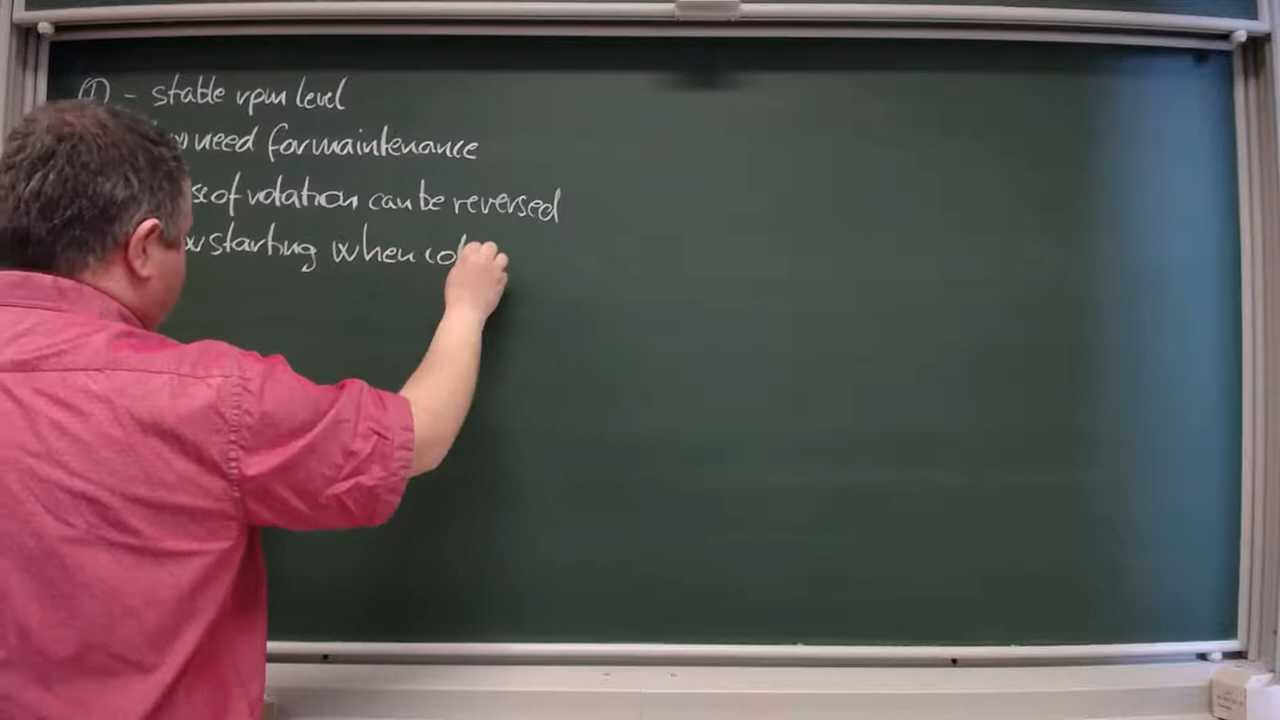 ① - stable rpm level
need for maintenance
of rotation can be reversed
starting when